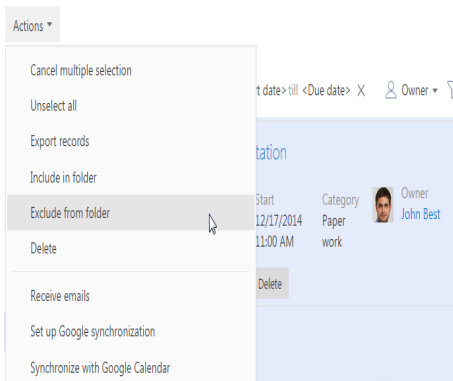 Actions
Cancel multiple selection
t date> till <Due date> Owner
Unselect all
Export records
tation
Include in folder
Start Category Owner
Exclude from folder
12/17/2014 Paper John Best
11:00 AM work
Delete
Delete
Receive emails
Set up Google synchronization
Synchronize with Google Calendar